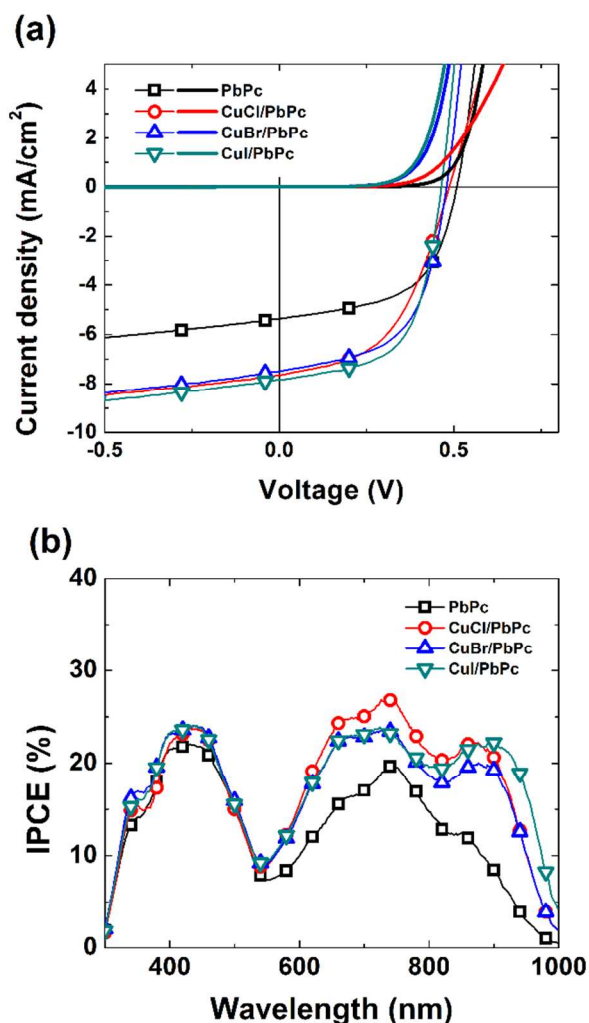 (a)
PbPc
CuCl/PbPc
CuBr/PbPc
CuI/PbPc
4
2
0
-2
-4
-6
-8
-10
-0.5 0.0 0.5
Current density (mA/cm²)
Voltage (V)
(b)
PbPc
CuCl/PbPc
CuBr/PbPc
CuI/PbPc
40
30
20
10
0
400 600 800 1000
IPCE (%)
Wavelength (nm)